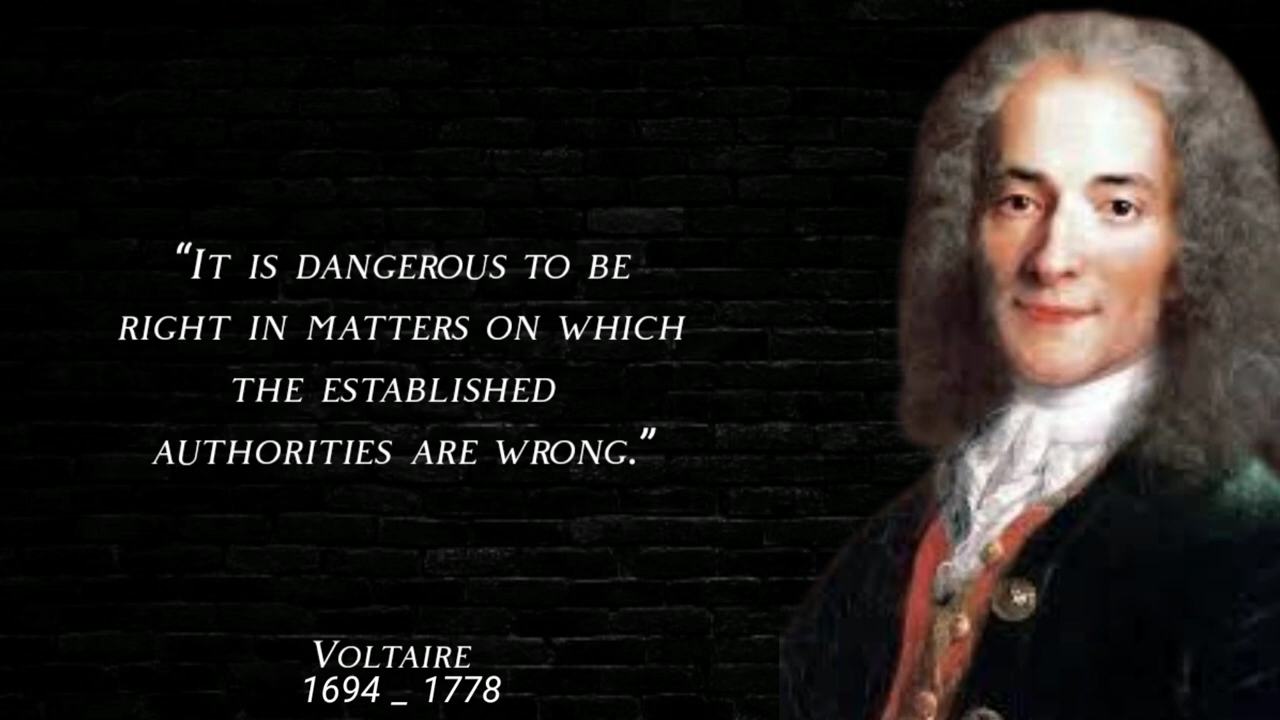 “It is dangerous to be
right in matters on which
the established
authorities are wrong.”
Voltaire
1694 _ 1778